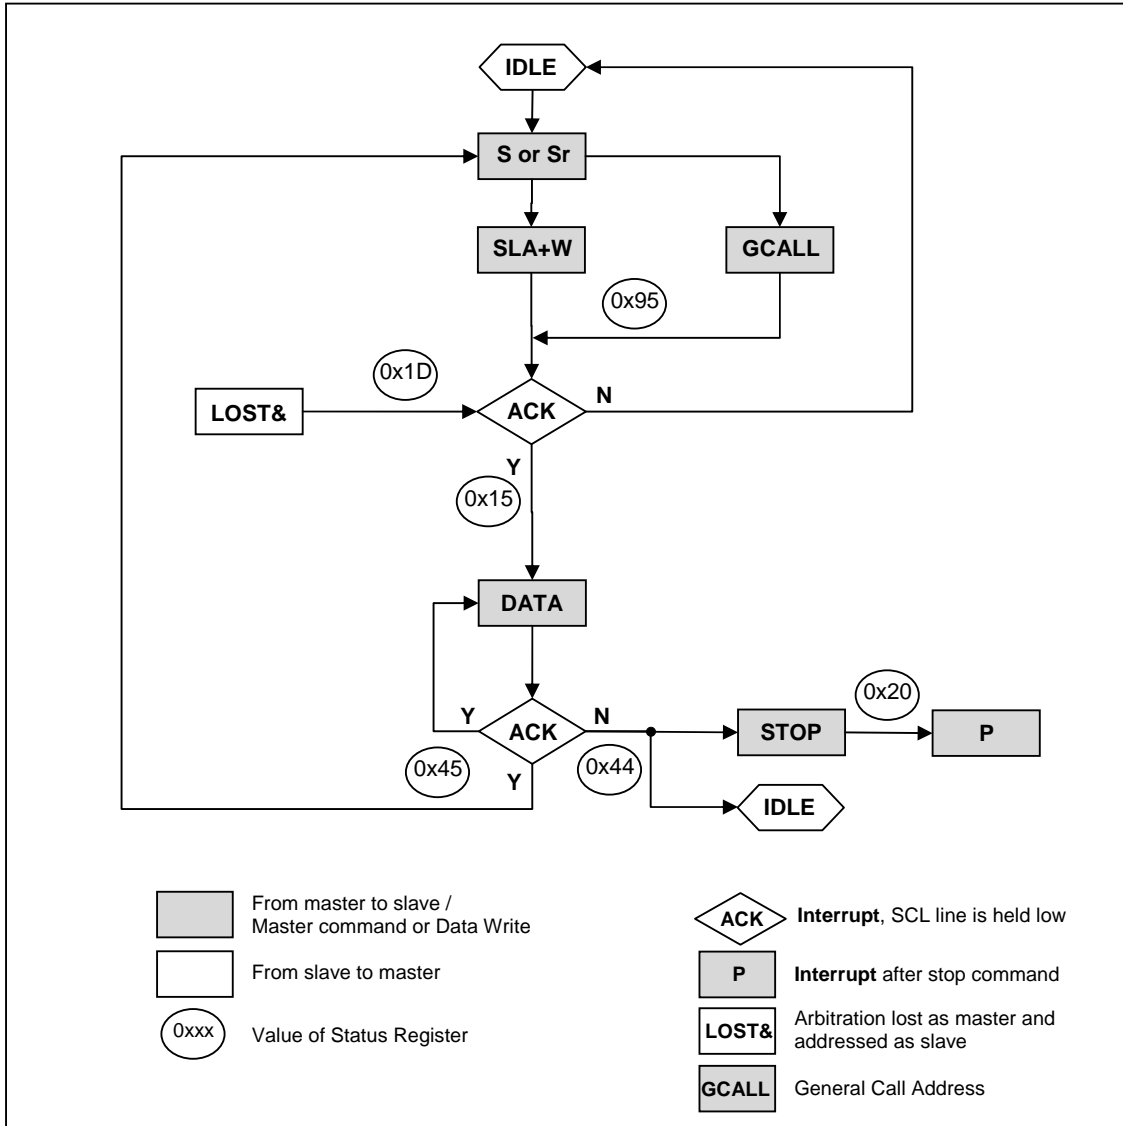 IDLE
S or Sr
SLA+W
GCALL
0x95
0x1D
LOST&
ACK
N
Y
0x15
DATA
Y
ACK
N
0x20
STOP
P
0x45
Y
0x44
IDLE
From master to slave /
Master command or Data Write
From slave to master
0xxx
Value of Status Register
ACK
Interrupt, SCL line is held low
P
Interrupt after stop command
LOST&
Arbitration lost as master and
addressed as slave
GCALL
General Call Address